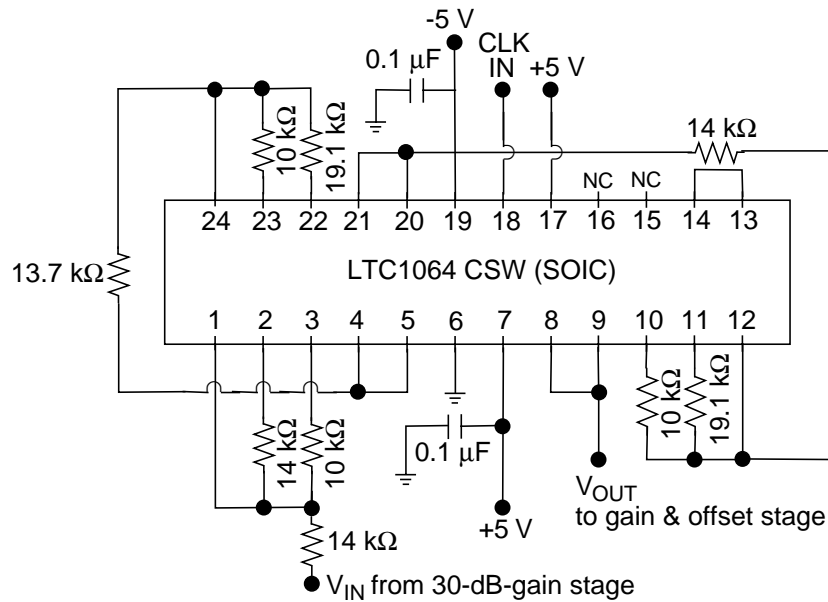 -5 V
0.1 μF
CLK
IN
+5 V
10 kΩ
19.1 kΩ
14 kΩ
NC
NC
24 23 22 21 20 19 18 17 16 15 14 13
13.7 kΩ
LTC1064 CSW (SOIC)
1 2 3 4 5 6 7 8 9 10 11 12
14 kΩ
10 kΩ
0.1 μF
10 kΩ
19.1 kΩ
V_OUT
to gain & offset stage
+5 V
14 kΩ
V_IN from 30-dB-gain stage